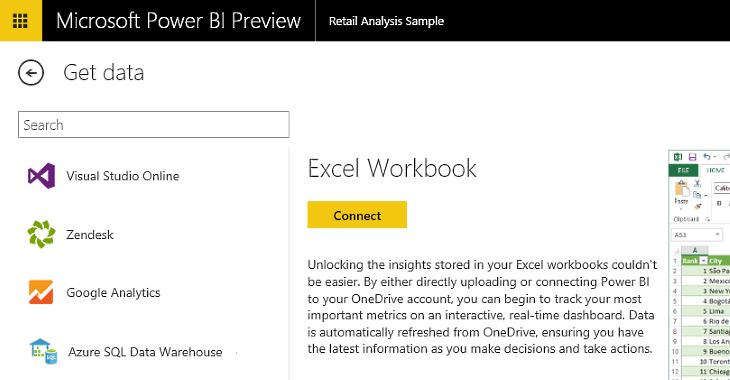 Microsoft Power BI Preview
Retail Analysis Sample
Get data
Search
Visual Studio Online
Zendesk
Google Analytics
Azure SQL Data Warehouse
SQL
Excel Workbook
Connect
Unlocking the insights stored in your Excel workbooks couldn't
be easier. By either directly uploading or connecting Power BI
to your OneDrive account, you can begin to track your most
important metrics on an interactive, real-time dashboard. Data
is automatically refreshed from OneDrive, ensuring you have
the latest information as you make decisions and take actions.
FILE HOME
Paste
B
Clipboard
A53
A
1 Rank City
2 1 São Pa
3 2 Mexico
4 3 New Yo
5 4 Bogotá
6 5 Lima
7 6 Rio de
8 7 Santiag
9 8 Los An
10 9 Bueno
11 10 Toront
12 11 Chicag